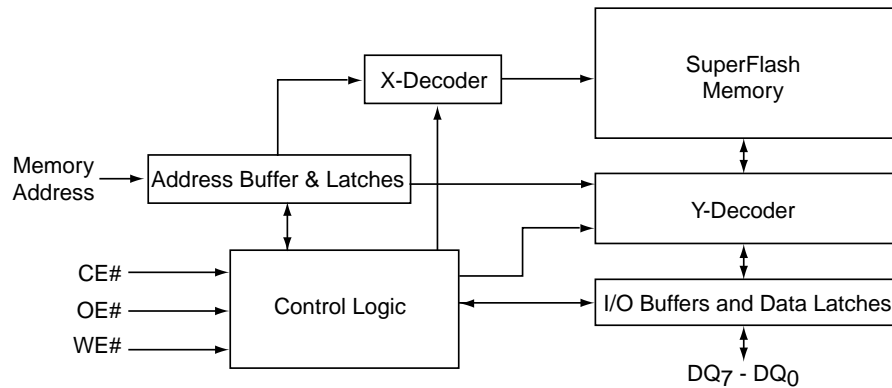 X-Decoder
SuperFlash
Memory
Memory
Address
Address Buffer & Latches
Y-Decoder
CE#
OE#
WE#
Control Logic
I/O Buffers and Data Latches
DQ7 - DQ0